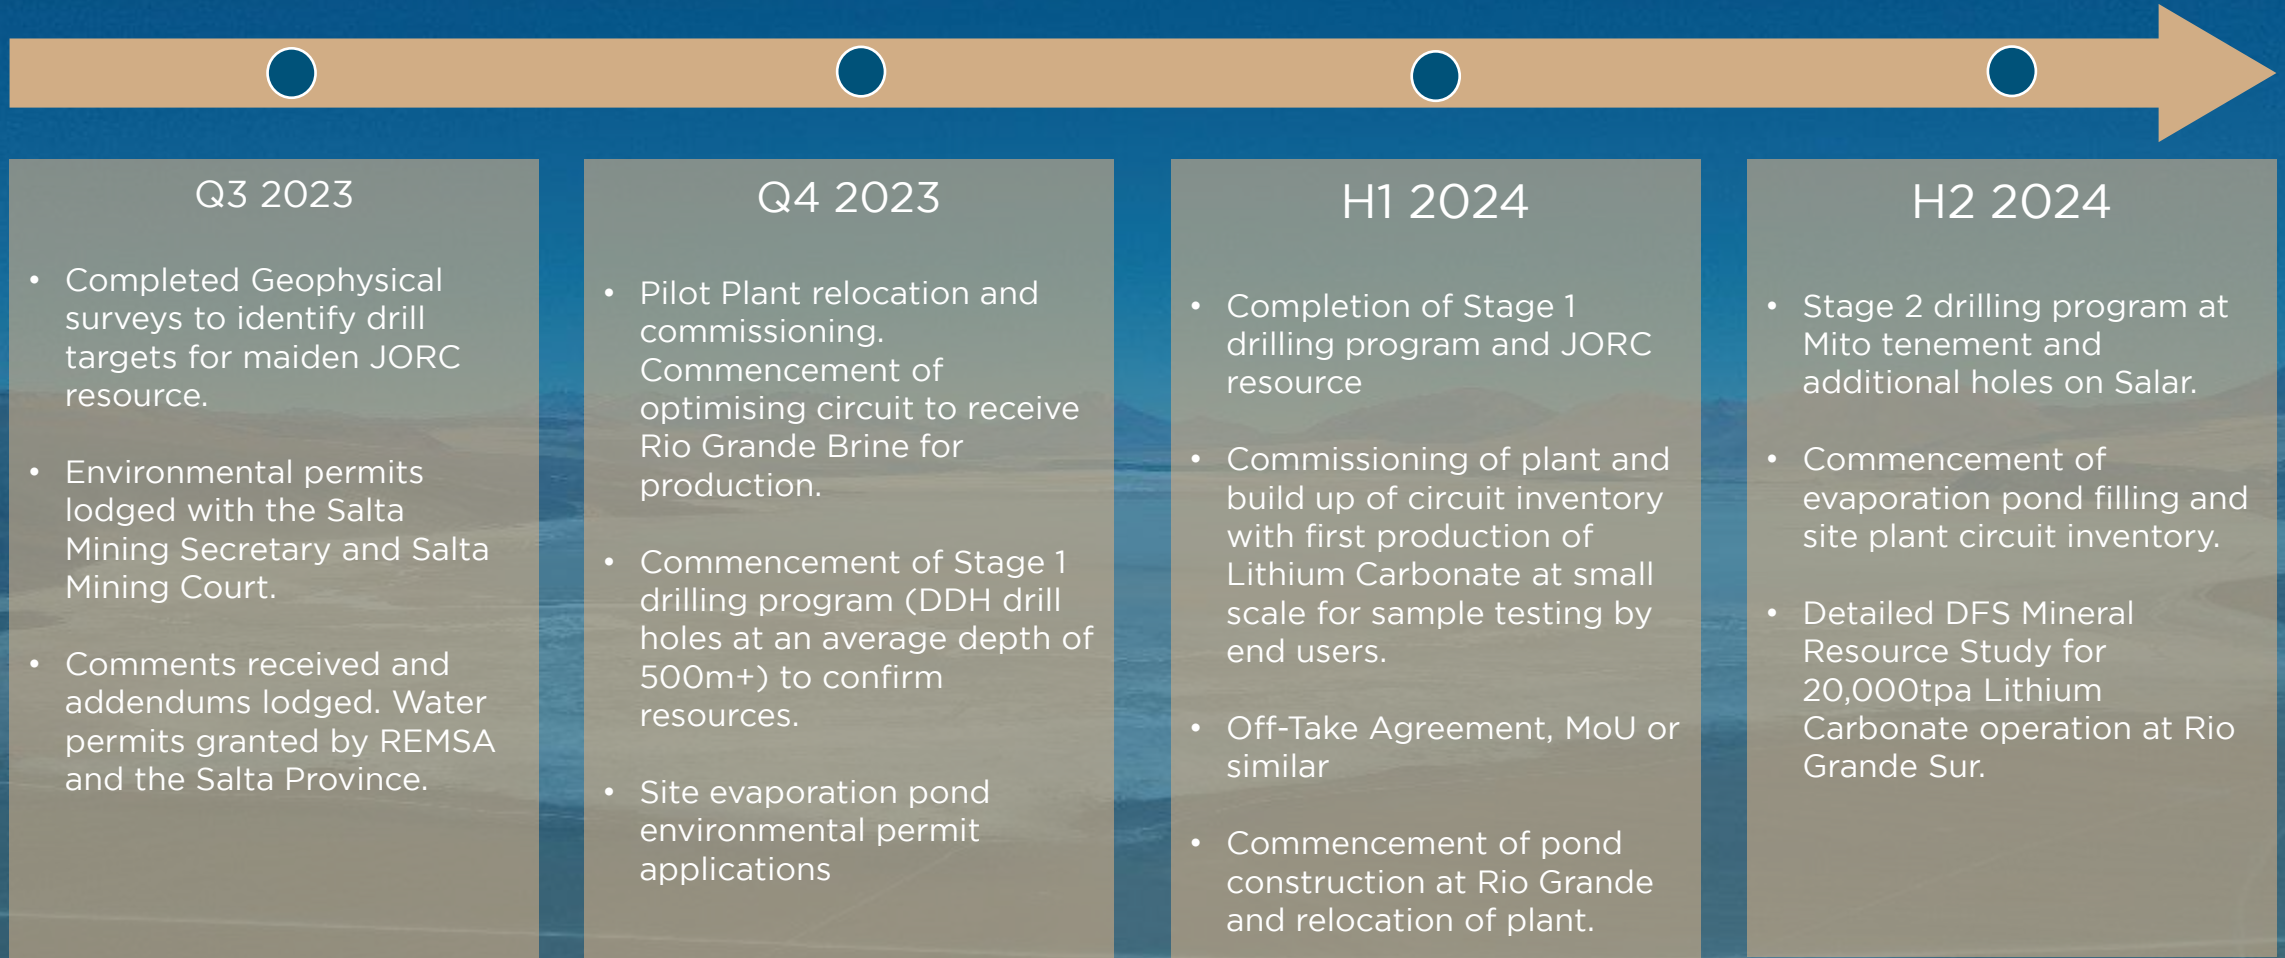 Q3 2023
• Completed Geophysical
surveys to identify drill
targets for maiden JORC
resource.
• Environmental permits
lodged with the Salta
Mining Secretary and Salta
Mining Court.
• Comments received and
addendums lodged. Water
permits granted by REMSA
and the Salta Province.
Q4 2023
• Pilot Plant relocation and
commissioning.
Commencement of
optimising circuit to receive
Rio Grande Brine for
production.
• Commencement of Stage 1
drilling program (DDH drill
holes at an average depth of
500m+) to confirm
resources.
• Site evaporation pond
environmental permit
applications
H1 2024
• Completion of Stage 1
drilling program and JORC
resource
• Commissioning of plant and
build up of circuit inventory
with first production of
Lithium Carbonate at small
scale for sample testing by
end users.
• Off-Take Agreement, MoU or
similar
• Commencement of pond
construction at Rio Grande
and relocation of plant.
H2 2024
• Stage 2 drilling program at
Mito tenement and
additional holes on Salar.
• Commencement of
evaporation pond filling and
site plant circuit inventory.
• Detailed DFS Mineral
Resource Study for
20,000tpa Lithium
Carbonate operation at Rio
Grande Sur.